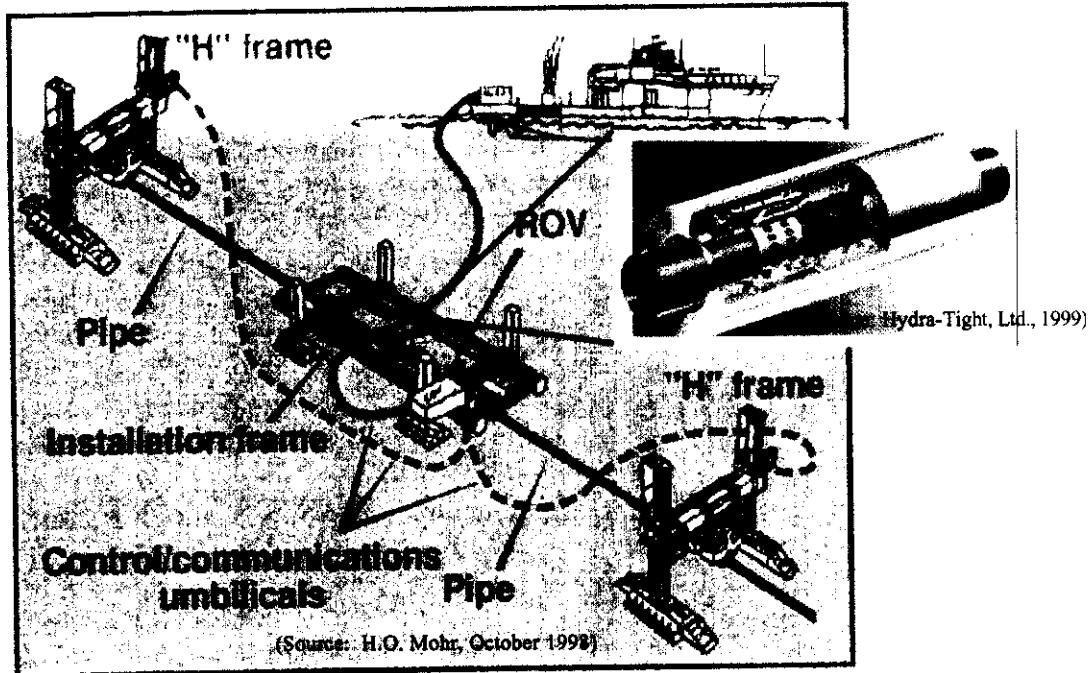 "H" frame
ROV
Pipe
Hydra-Tight, Ltd., 1999)
"H" frame
Installation frame
Control/communications
umbilicals
Pipe
(Source: H.O. Mohr, October 1998)